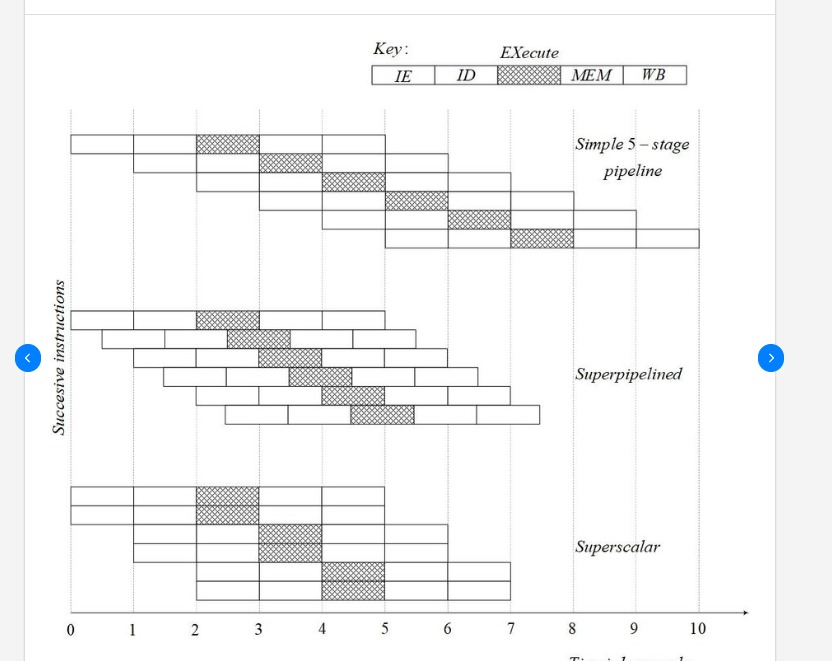 Key:
EXecute
IE ID MEM WB
Simple 5 – stage
pipeline
Succesive instructions
Superpipelined
Superscalar
0 1 2 3 4 5 6 7 8 9 10